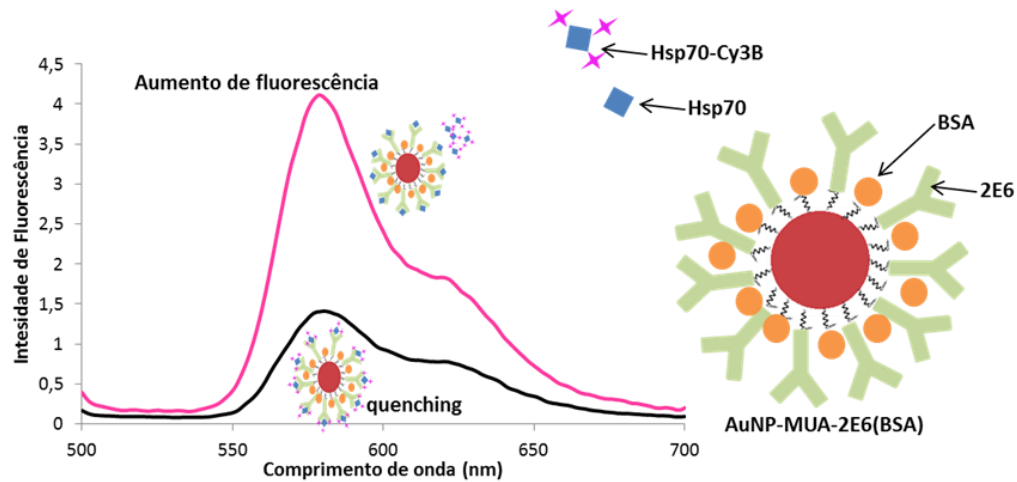 Hsp70-Cy3B
Hsp70
BSA
2E6
AuNP-MUA-2E6(BSA)
Aumento de fluorescência
quenching
Intesidade de Fluorescência
4,5
4
3,5
3
2,5
2
1,5
1
0,5
0
500
550
600
650
700
Comprimento de onda (nm)